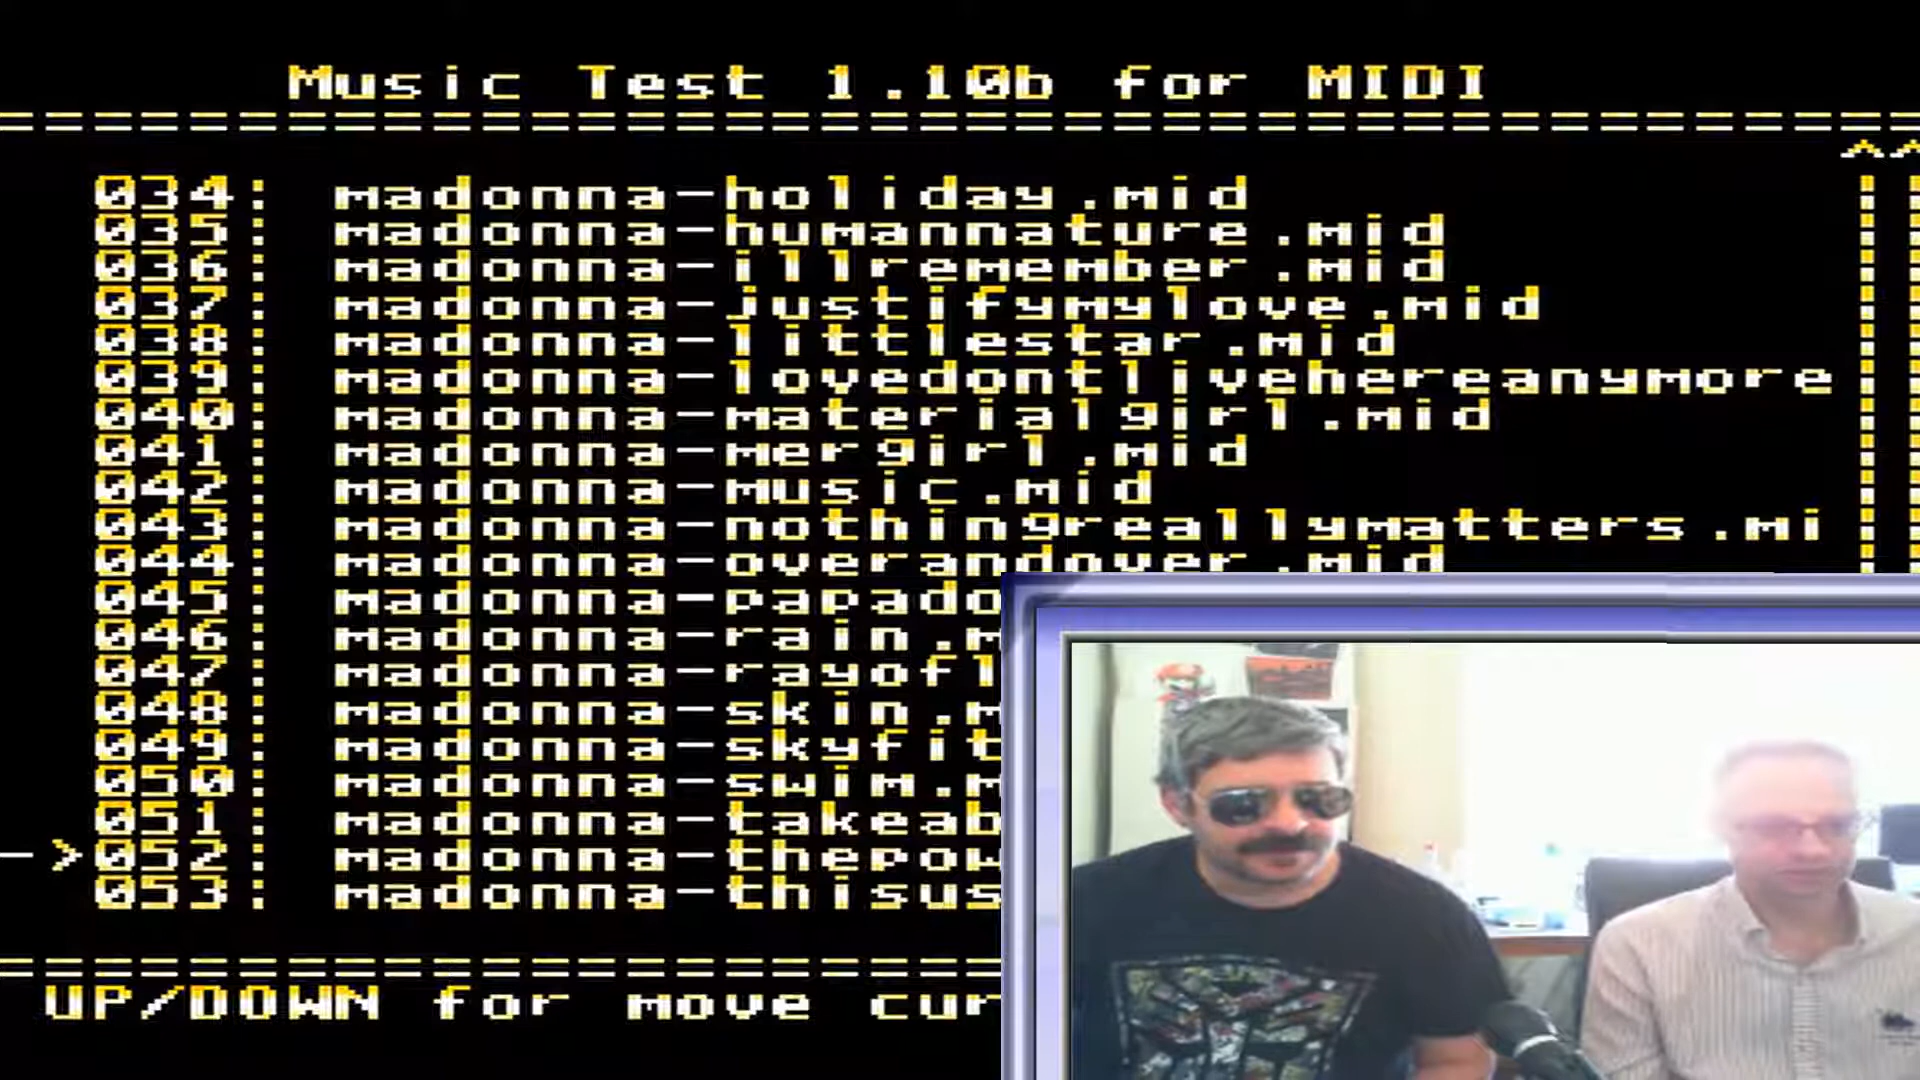 Music Test 1.10b for MIDI
034: madonna-holiday.mid
035: madonna-humannature.mid
036: madonna-illremember.mid
037: madonna-justifymylove.mid
038: madonna-littlestar.mid
039: madonna-lovedontlivehereanymore
040: madonna-materialgirl.mid
041: madonna-mergirl.mid
042: madonna-music.mid
043: madonna-nothingreallymatters.mi
044: madonna-overandover.mid
045: madonna-papado
046: madonna-rain.m
047: madonna-rayofl
048: madonna-skin.m
049: madonna-skyfit
050: madonna-swim.m
051: madonna-takeab
-> 052: madonna-thepow
053: madonna-thisus
UP/DOWN for move cur